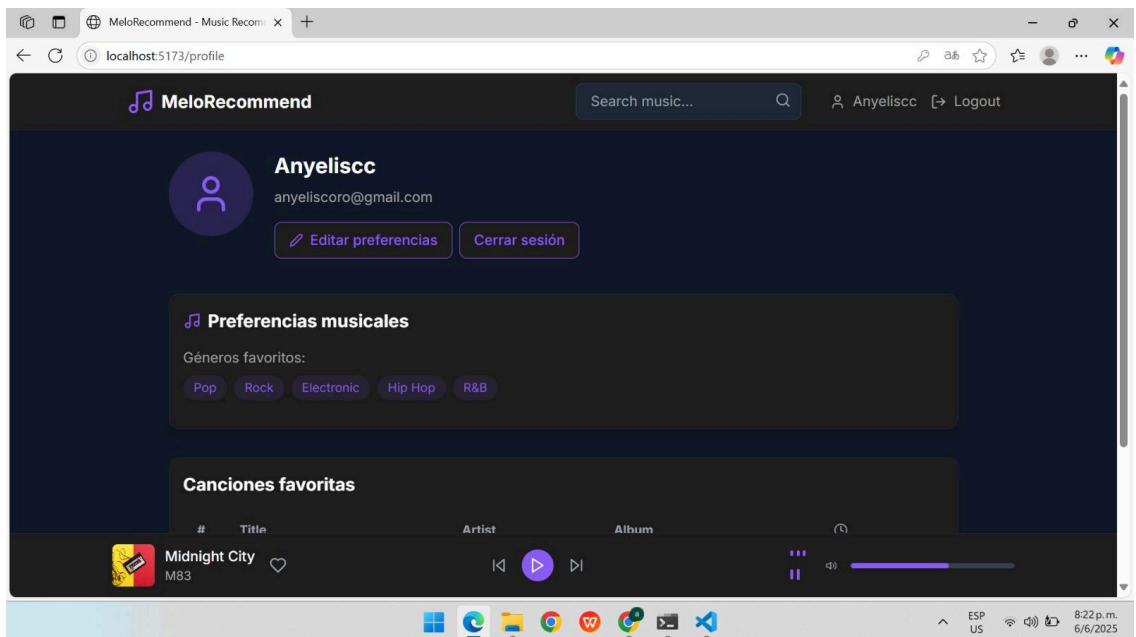 MeloRecommend - Music Recom
localhost:5173/profile
MeloRecommend
Search music...
Anyeliscc
Logout
Anyeliscc
anyeliscoro@gmail.com
Editar preferencias
Cerrar sesión
Preferencias musicales
Géneros favoritos:
Pop Rock Electronic Hip Hop R&B
Canciones favoritas
# Title Artist Album
Midnight City
M83
ESP
US
8:22 p. m.
6/6/2025